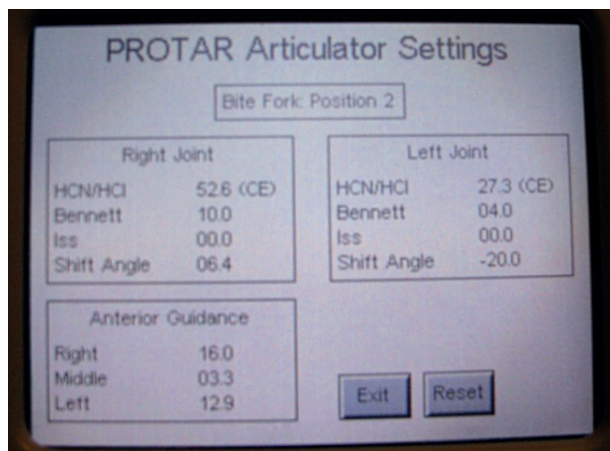 PROTAR Articulator Settings
Bite Fork: Position 2
Right Joint
HCN/HCI 52.6 (CE)
Bennett 10.0
Iss 00.0
Shift Angle 06.4
Left Joint
HCN/HCI 27.3 (CE)
Bennett 04.0
Iss 00.0
Shift Angle -20.0
Anterior Guidance
Right 16.0
Middle 03.3
Left 12.9
Exit
Reset